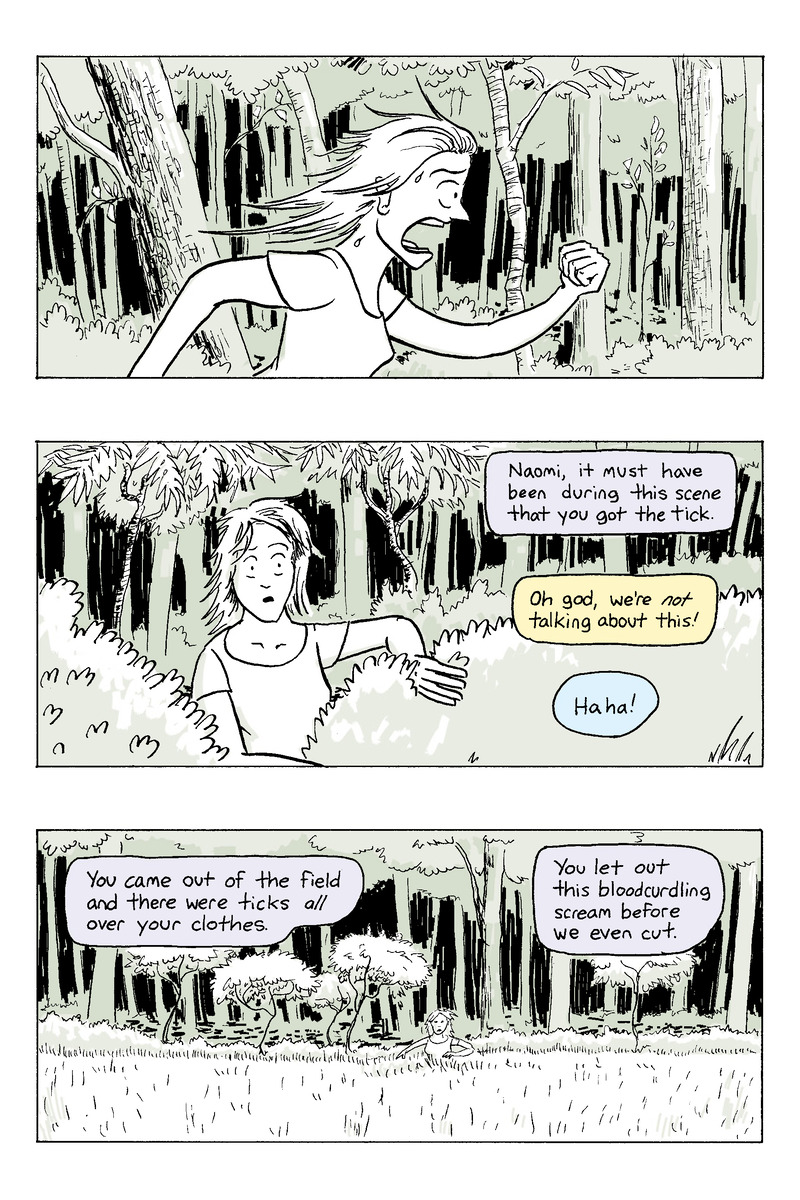 Naomi, it must have
been during this scene
that you got the tick.
Oh god, we're not
talking about this!
Ha ha!
You came out of the field
and there were ticks all
over your clothes.
You let out
this bloodcurdling
scream before
we even cut.